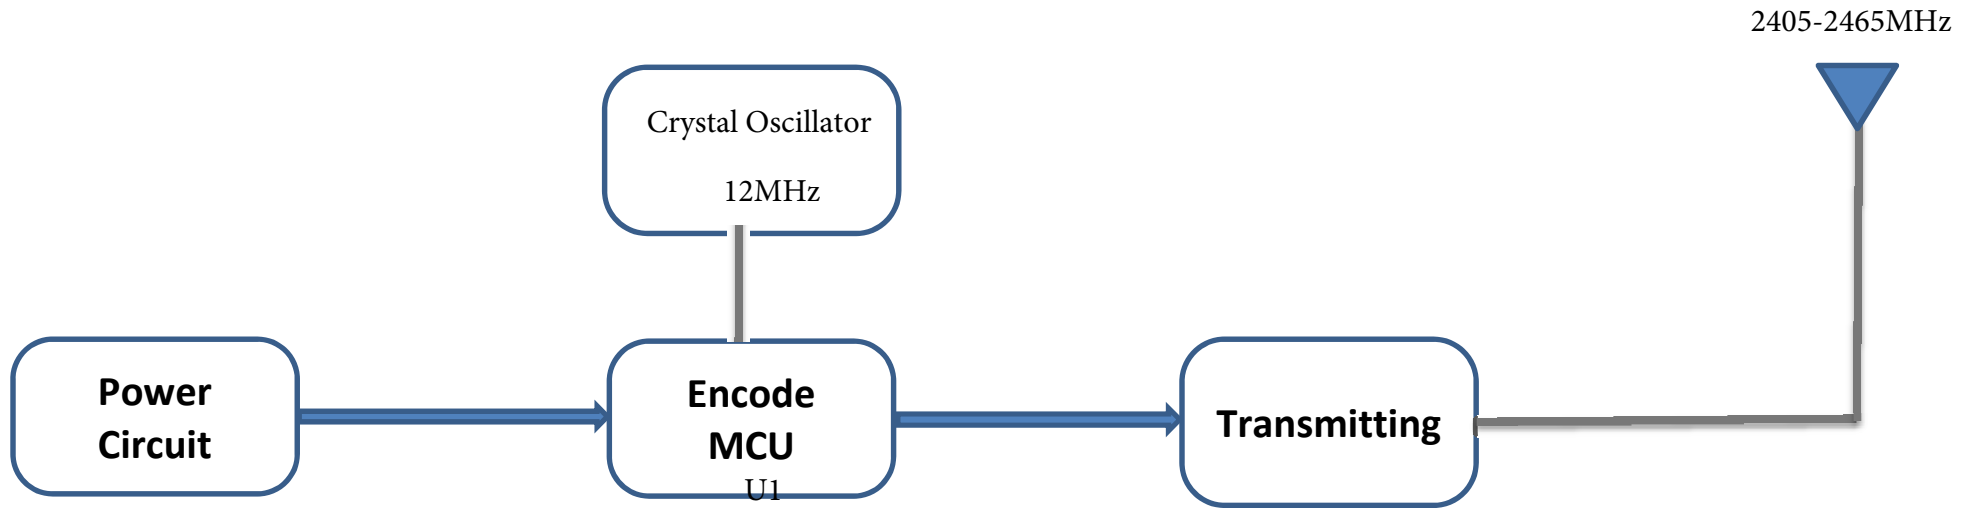 2405-2465MHz
Crystal Oscillator
12MHz
Power
Circuit
Encode
MCU
U1
Transmitting